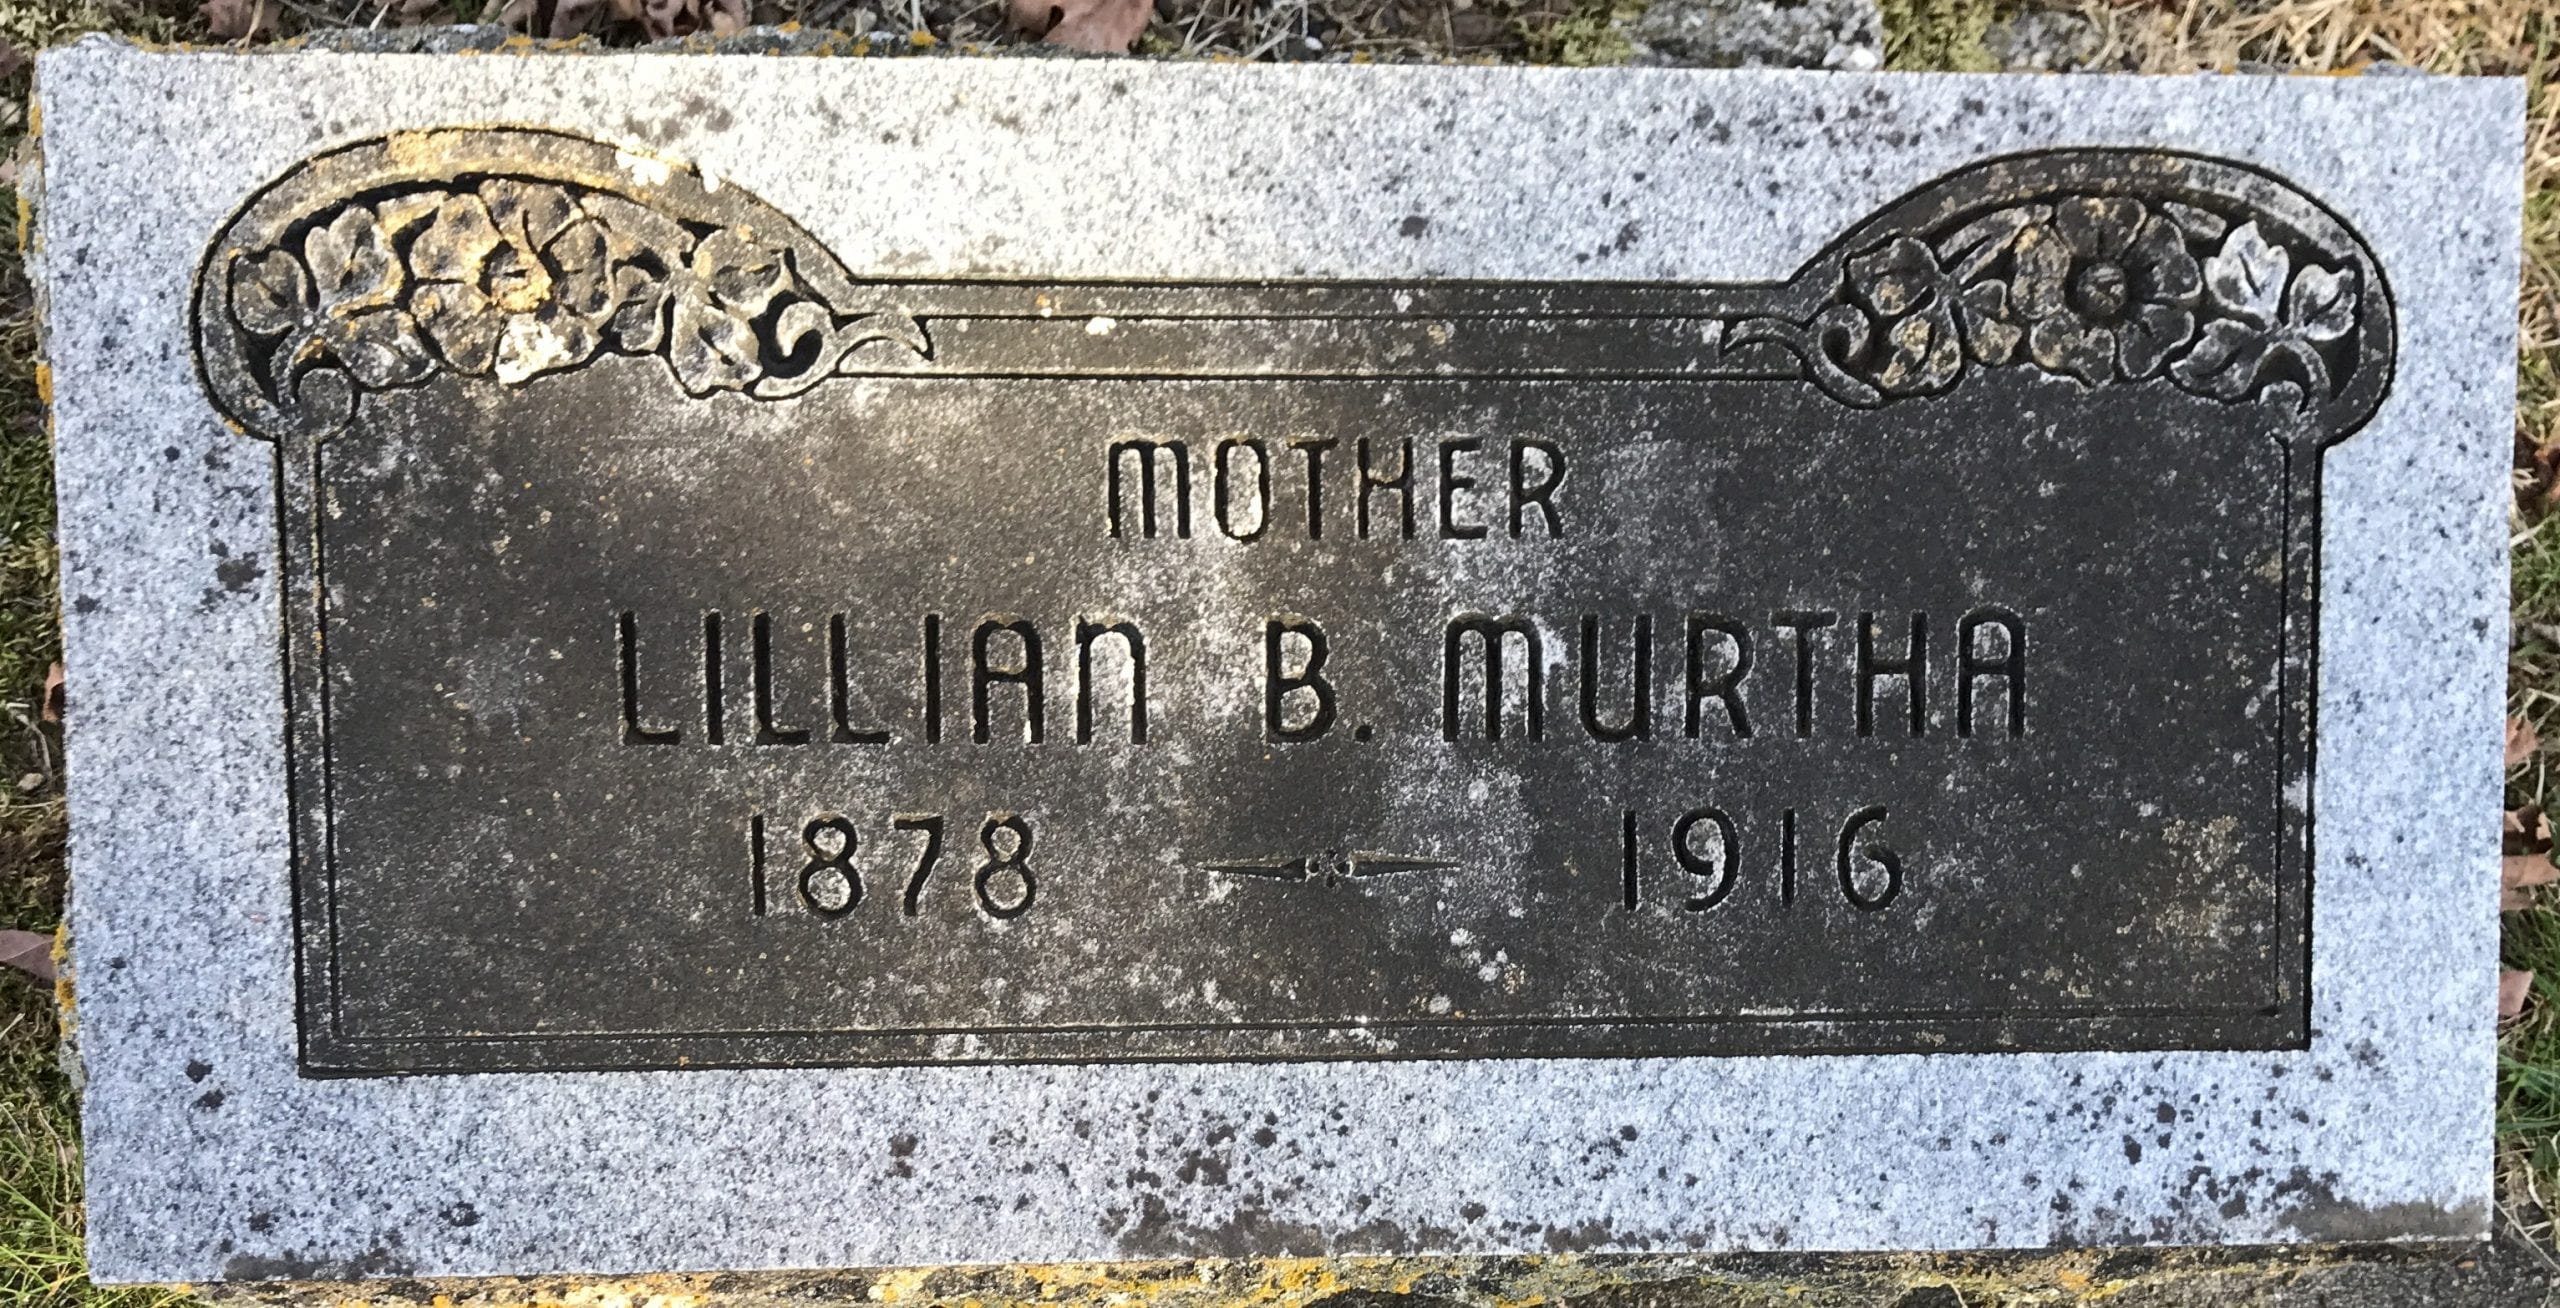 MOTHER
LILLIAN B. MURTHA
1878 — 1916